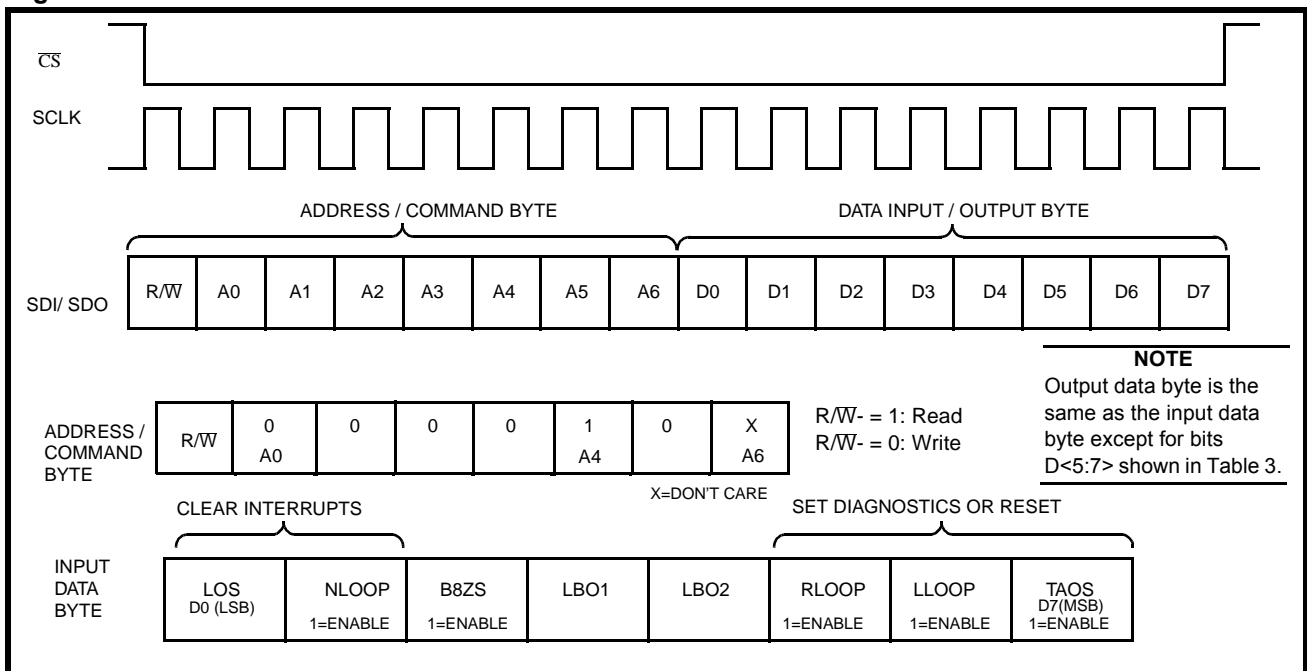 CS
SCLK
ADDRESS / COMMAND BYTE
DATA INPUT / OUTPUT BYTE
SDI/ SDO
R/W A0 A1 A2 A3 A4 A5 A6 D0 D1 D2 D3 D4 D5 D6 D7
NOTE
Output data byte is the
same as the input data
byte except for bits
D<5:7> shown in Table 3.
ADDRESS /
COMMAND
BYTE
R/W 0 0 0 0 1 0 X
A0 A4 A6
R/W- = 1: Read
R/W- = 0: Write
X=DON'T CARE
CLEAR INTERRUPTS
SET DIAGNOSTICS OR RESET
INPUT
DATA
BYTE
LOS NLOOP B8ZS LBO1 LBO2 RLOOP LLOOP TAOS
D0 (LSB) D7(MSB)
1=ENABLE 1=ENABLE 1=ENABLE 1=ENABLE 1=ENABLE